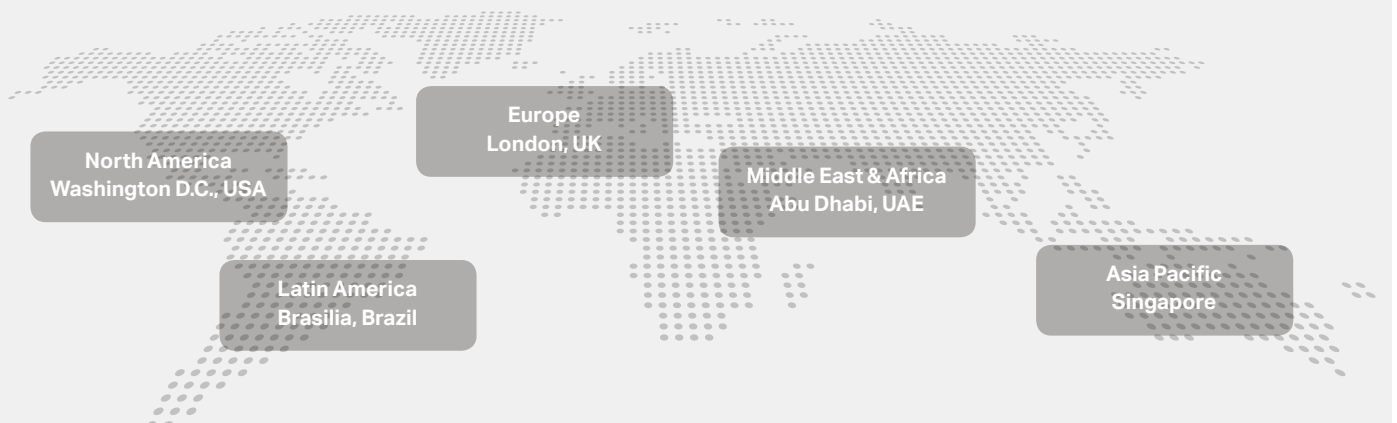 Europe
London, UK
North America
Washington D.C., USA
Middle East & Africa
Abu Dhabi, UAE
Latin America
Brasilia, Brazil
Asia Pacific
Singapore